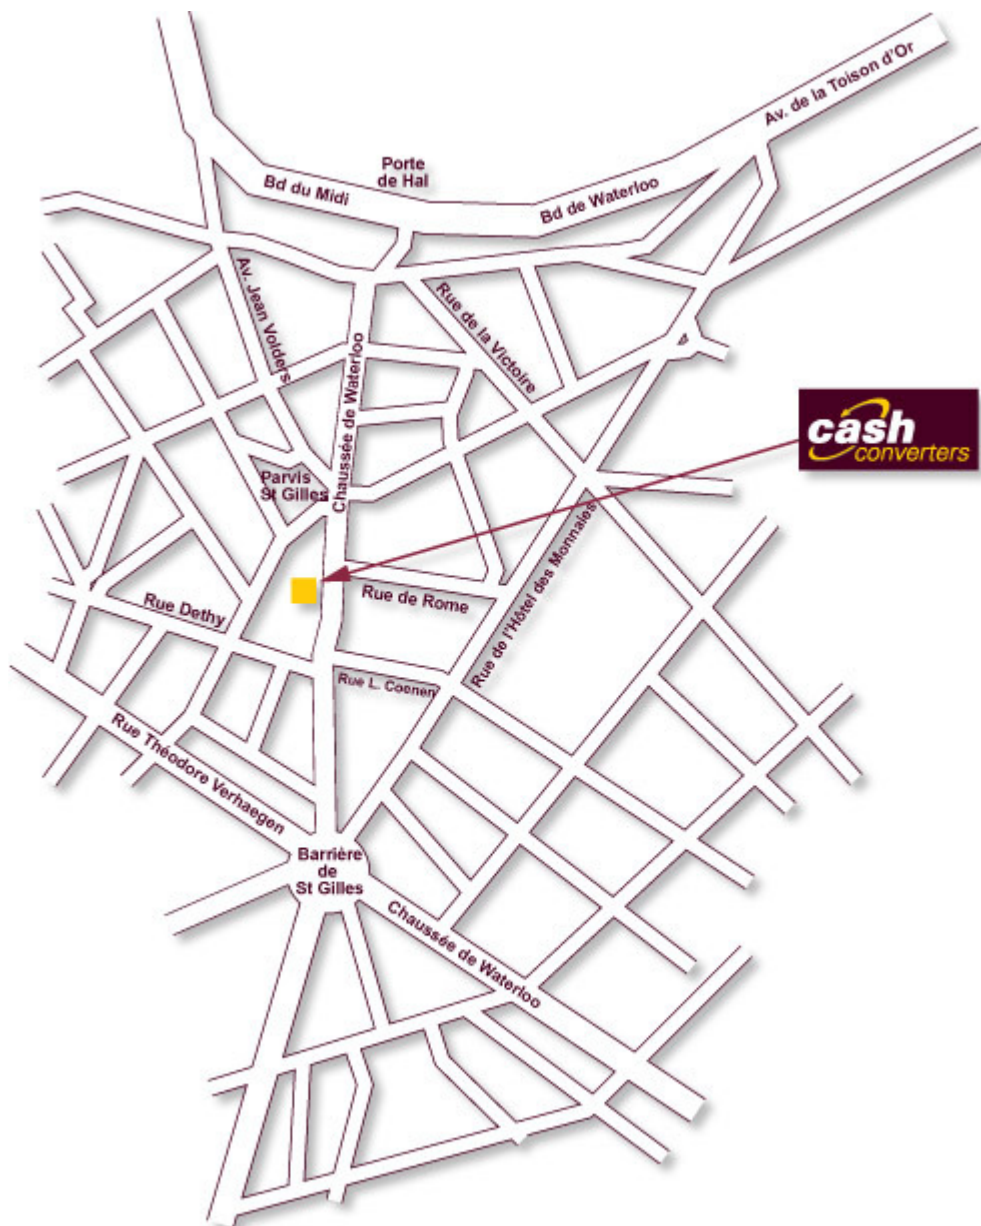 Av. de la Toison d'Or
Porte
de Hal
Bd du Midi
Bd de Waterloo
Av. Jean Volders
Rue de la Victoire
Chaussée de Waterloo
cash
converters
Parvis
St Gilles
Rue de l'Hôtel des Monnaies
Rue Dethy
Rue de Rome
Rue L. Coenen
Rue Théodore Verhaegen
Barrière
de
St Gilles
Chaussée de Waterloo